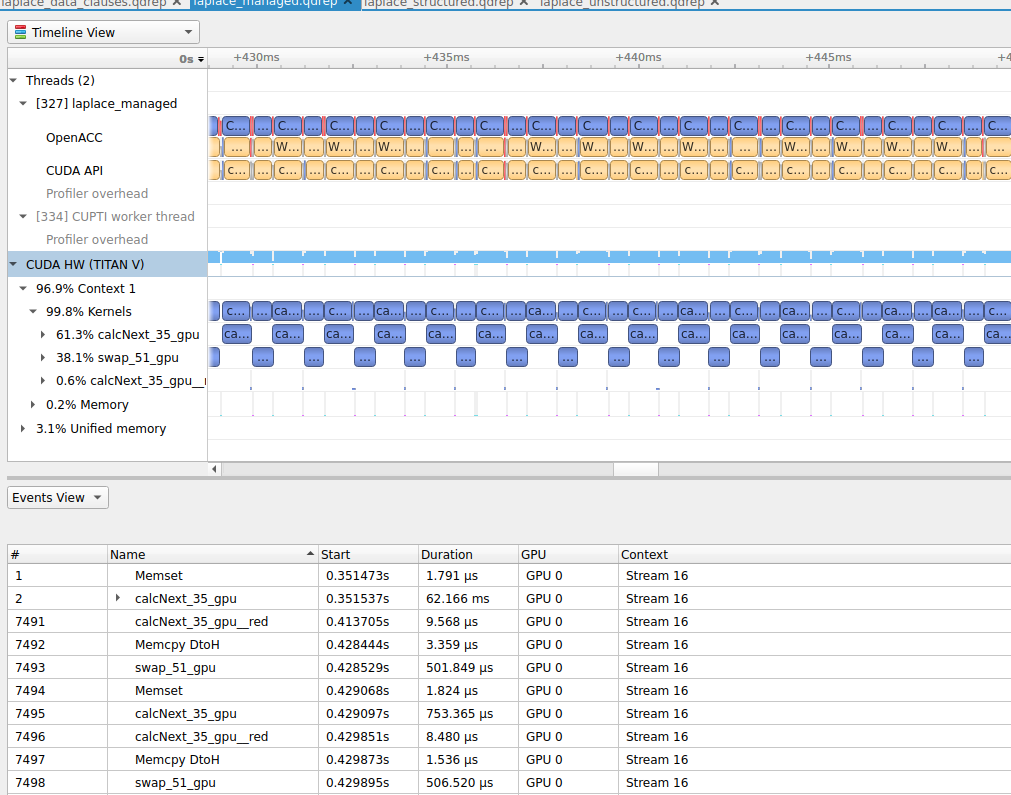 laplace_data_clauses.qdrep ✕ laplace_managed.qdrep ✕ laplace_structured.qdrep ✕ laplace_unstructured.qdrep ✕
Timeline View
0s +430ms +435ms +440ms +445ms
Threads (2)
[327] laplace_managed
OpenACC
C... ... C... ... C... ... C... ... C... ... C... ... C... ... C... ... C... ... C... ... C... ... C... ... C... ... C... ... C... ... C...
... ... W... ... W... ... W... ... ... ... ... ... W... ... W... ... W... ... W... ... W... ... ... ... W... ... W... ... W... ... W... ... ...
CUDA API
c... ... c... ... c... ... c... ... c... ... c... ... c... ... c... ... c... ... c... ... c... ... c... ... c... ... c... ... c... ... c...
Profiler overhead
[334] CUPTI worker thread
Profiler overhead
CUDA HW (TITAN V)
96.9% Context 1
99.8% Kernels
c... ... ca... ... c... ... ca... ... c... ... c... ... ca... ... c... ... c... ... ca... ... c... ... c... ... c... ... ca... ... c... ... c...
61.3% calcNext_35_gpu
ca... ca... ca... ca... ca... ca... ca... ca... ca... ca... ca... ca... ca... ca... ca... ca...
38.1% swap_51_gpu
... ... ... ... ... ... ... ... ... ... ... ... ... ... ...
0.6% calcNext_35_gpu__
0.2% Memory
3.1% Unified memory
Events View
# Name Start Duration GPU Context
1 Memset 0.351473s 1.791 μs GPU 0 Stream 16
2 calcNext_35_gpu 0.351537s 62.166 ms GPU 0 Stream 16
7491 calcNext_35_gpu__red 0.413705s 9.568 μs GPU 0 Stream 16
7492 Memcpy DtoH 0.428444s 3.359 μs GPU 0 Stream 16
7493 swap_51_gpu 0.428529s 501.849 μs GPU 0 Stream 16
7494 Memset 0.429068s 1.824 μs GPU 0 Stream 16
7495 calcNext_35_gpu 0.429097s 753.365 μs GPU 0 Stream 16
7496 calcNext_35_gpu__red 0.429851s 8.480 μs GPU 0 Stream 16
7497 Memcpy DtoH 0.429873s 1.536 μs GPU 0 Stream 16
7498 swap_51_gpu 0.429895s 506.520 μs GPU 0 Stream 16